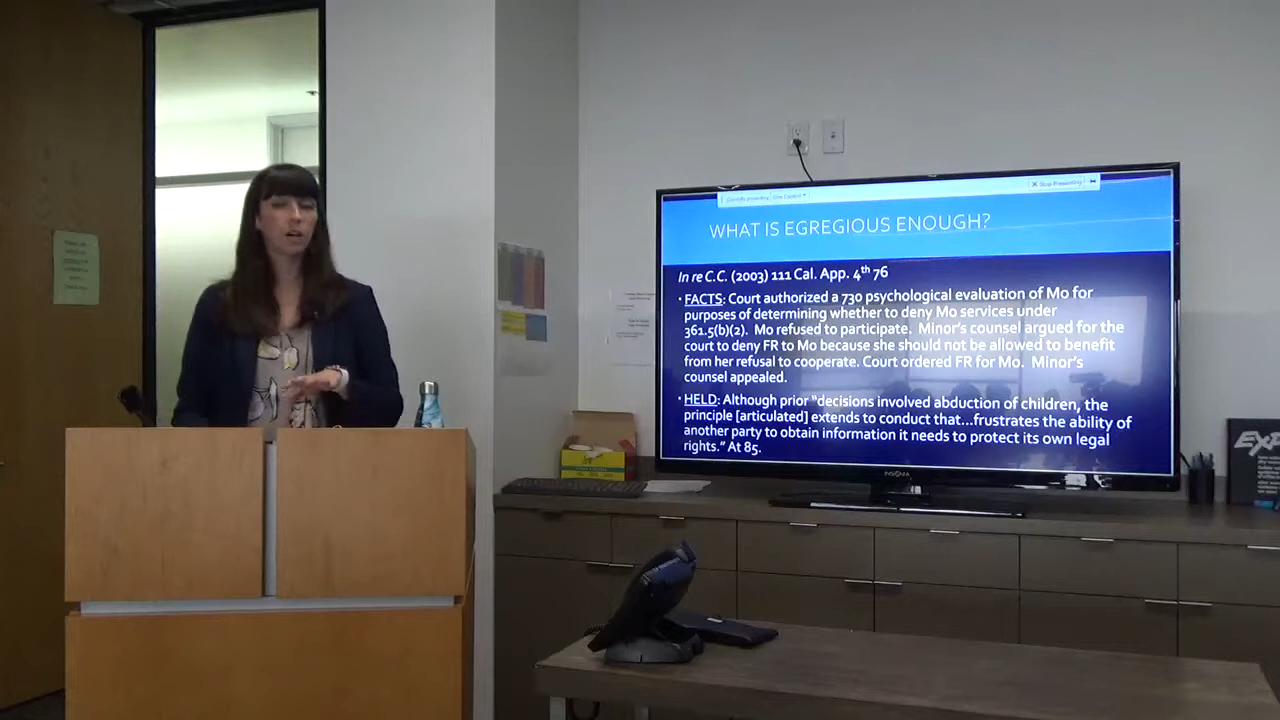 Stop Presenting
WHAT IS EGREGIOUS ENOUGH?
In re C.C. (2003) 111 Cal. App. 4th 76
• FACTS: Court authorized a 730 psychological evaluation of Mo for
purposes of determining whether to deny Mo services under
361.5(b)(2). Mo refused to participate. Minor's counsel argued for the
court to deny FR to Mo because she should not be allowed to benefit
from her refusal to cooperate. Court ordered FR for Mo. Minor's
counsel appealed.
• HELD: Although prior "decisions involved abduction of children, the
principle [articulated] extends to conduct that...frustrates the ability of
another party to obtain information it needs to protect its own legal
rights." At 85.
INSIGNIA